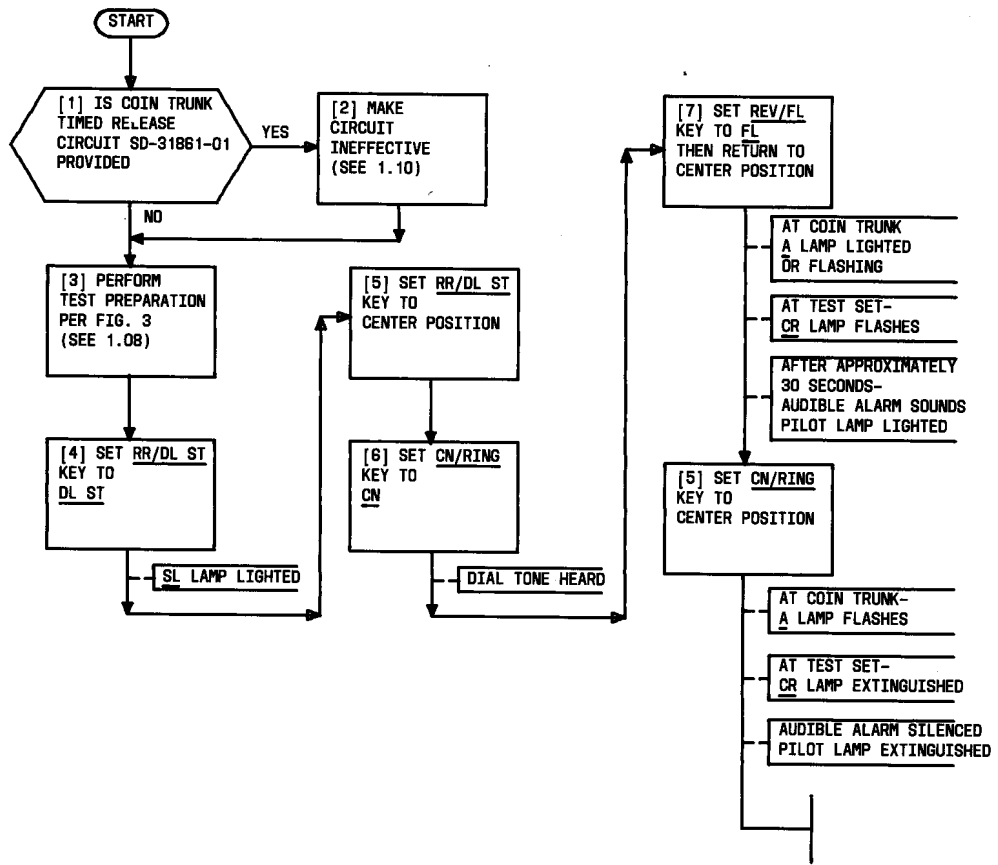 START
[1] IS COIN TRUNK
TIMED RELEASE
CIRCUIT SD-31861-01
PROVIDED
YES
NO
[2] MAKE
CIRCUIT
INEFFECTIVE
(SEE 1.10)
[3] PERFORM
TEST PREPARATION
PER FIG. 3
(SEE 1.08)
[4] SET RR/DL ST
KEY TO
DL ST
SL LAMP LIGHTED
[5] SET RR/DL ST
KEY TO
CENTER POSITION
[6] SET CN/RING
KEY TO
CN
DIAL TONE HEARD
[7] SET REV/FL
KEY TO FL
THEN RETURN TO
CENTER POSITION
AT COIN TRUNK
A LAMP LIGHTED
OR FLASHING
AT TEST SET-
CR LAMP FLASHES
AFTER APPROXIMATELY
30 SECONDS-
AUDIBLE ALARM SOUNDS
PILOT LAMP LIGHTED
[5] SET CN/RING
KEY TO
CENTER POSITION
AT COIN TRUNK-
A LAMP FLASHES
AT TEST SET-
CR LAMP EXTINGUISHED
AUDIBLE ALARM SILENCED
PILOT LAMP EXTINGUISHED